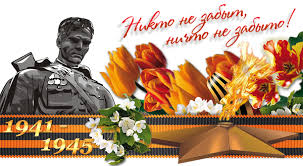 Никто не забыт,
ничто не забыто!
1941 -
1945